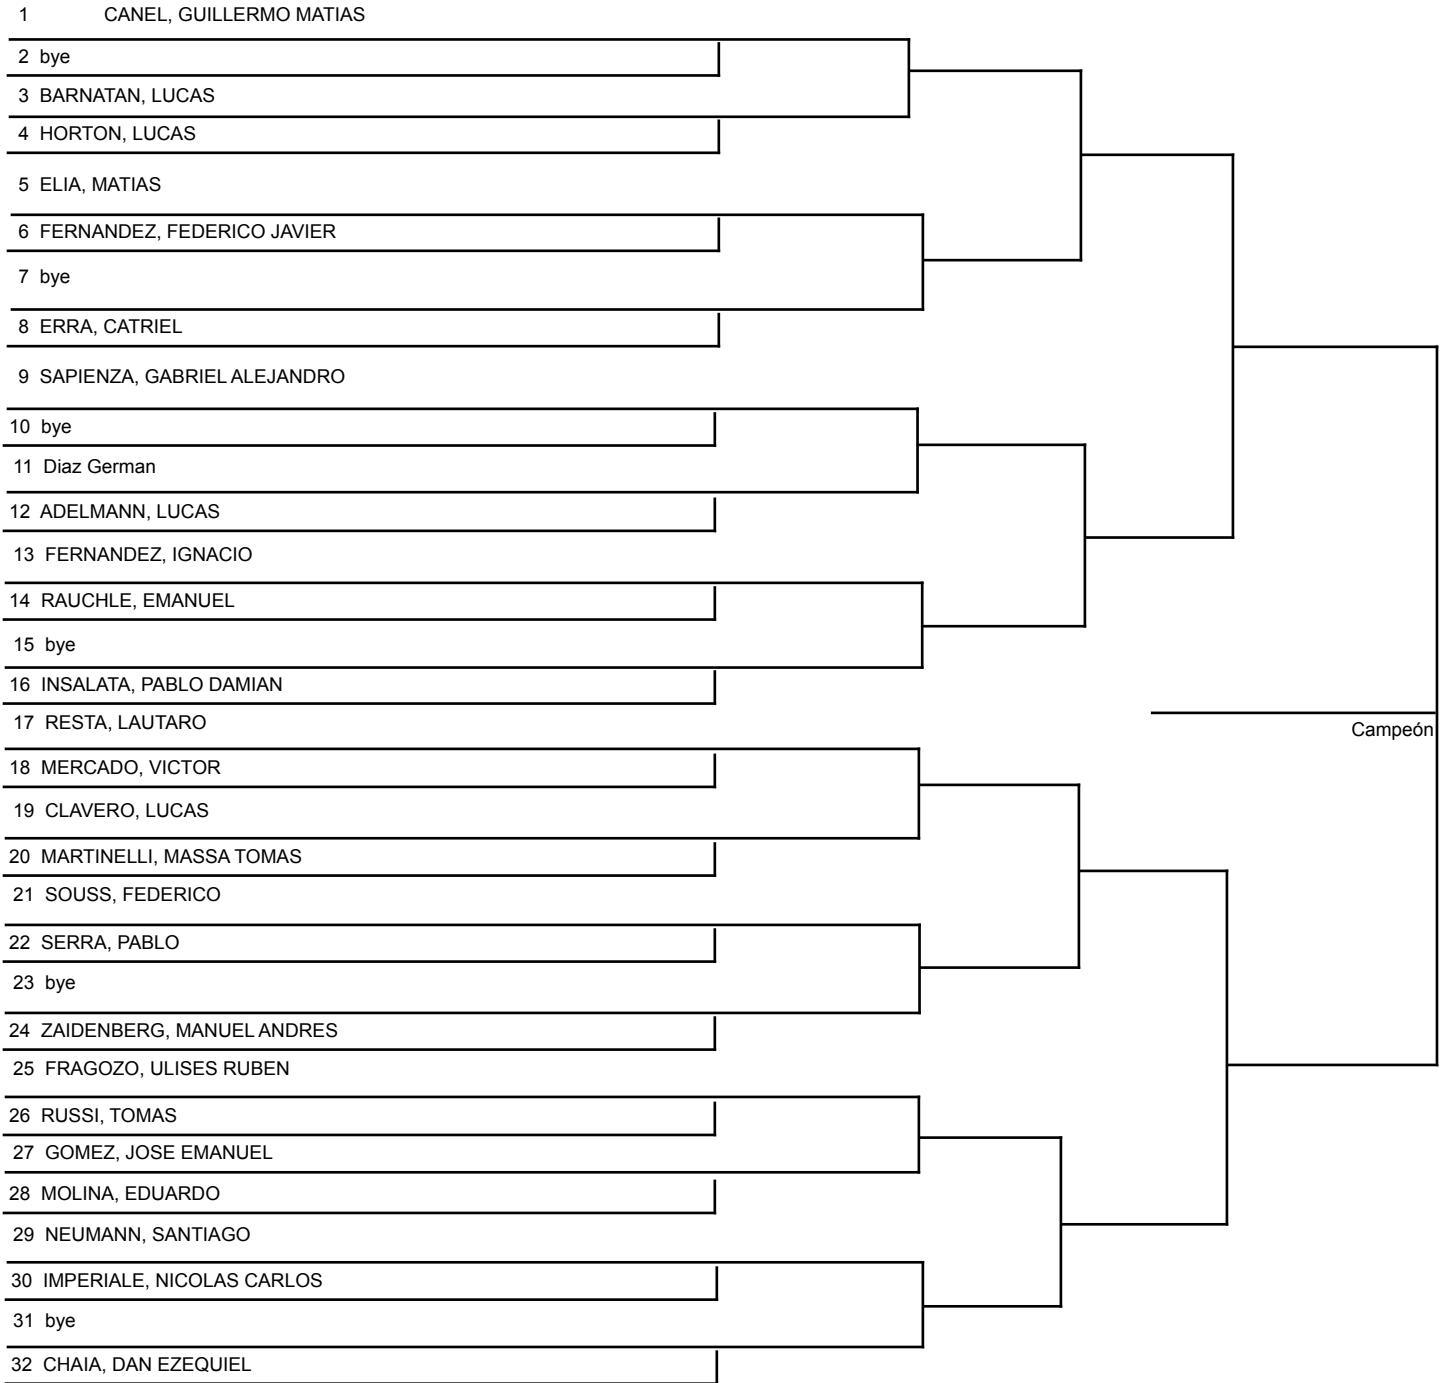 1 CANEL, GUILLERMO MATIAS
2 bye
3 BARNATAN, LUCAS
4 HORTON, LUCAS
5 ELIA, MATIAS
6 FERNANDEZ, FEDERICO JAVIER
7 bye
8 ERRA, CATRIEL
9 SAPIENZA, GABRIEL ALEJANDRO
10 bye
11 Diaz German
12 ADELMANN, LUCAS
13 FERNANDEZ, IGNACIO
14 RAUCHLE, EMANUEL
15 bye
16 INSALATA, PABLO DAMIAN
17 RESTA, LAUTARO
Campeón
18 MERCADO, VICTOR
19 CLAVERO, LUCAS
20 MARTINELLI, MASSA TOMAS
21 SOUSS, FEDERICO
22 SERRA, PABLO
23 bye
24 ZAIDENBERG, MANUEL ANDRES
25 FRAGOZO, ULISES RUBEN
26 RUSSI, TOMAS
27 GOMEZ, JOSE EMANUEL
28 MOLINA, EDUARDO
29 NEUMANN, SANTIAGO
30 IMPERIALE, NICOLAS CARLOS
31 bye
32 CHAIA, DAN EZEQUIEL